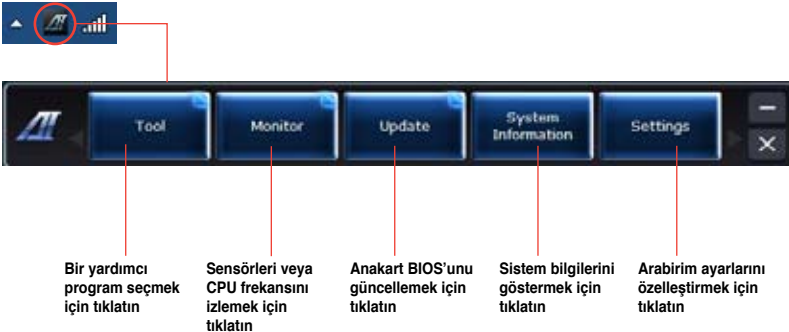 Tool
Monitor
Update
System
Information
Settings
Bir yardımcı
program seçmek
için tıklatın
Sensörleri veya
CPU frekansını
izlemek için
tıklatın
Anakart BIOS’unu
güncellemek için
tıklatın
Sistem bilgilerini
göstermek için
tıklatın
Arabirim ayarlarını
özelleştirmek için
tıklatın